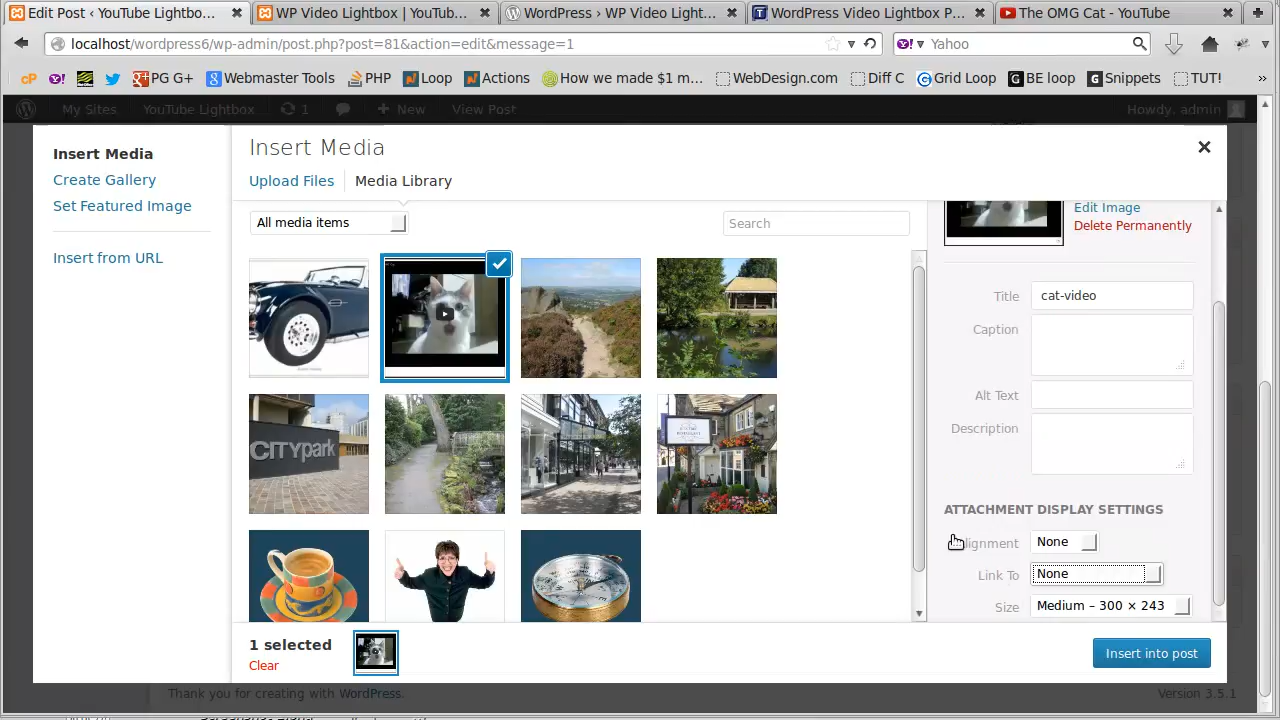 Edit Post ‹ YouTube Lightbo...
WP Video Lightbox | YouTub...
WordPress › WP Video Light...
WordPress Video Lightbox P...
The OMG Cat - YouTube
localhost/wordpress6/wp-admin/post.php?post=81&action=edit&message=1
Yahoo
cP
PG G+
Webmaster Tools
PHP
Loop
Actions
How we made $1 m...
WebDesign.com
Diff C
Grid Loop
BE loop
Snippets
TUT!
My Sites
YouTube Lightbox
1
New
View Post
Howdy, admin
Insert Media
Create Gallery
Set Featured Image
Insert from URL
Insert Media
Upload Files
Media Library
All media items
Search
CITYpark
Edit Image
Delete Permanently
Title
cat-video
Caption
Alt Text
Description
ATTACHMENT DISPLAY SETTINGS
Alignment
None
Link To
None
Size
Medium – 300 × 243
1 selected
Clear
Insert into post
Thank you for creating with WordPress.
Version 3.5.1